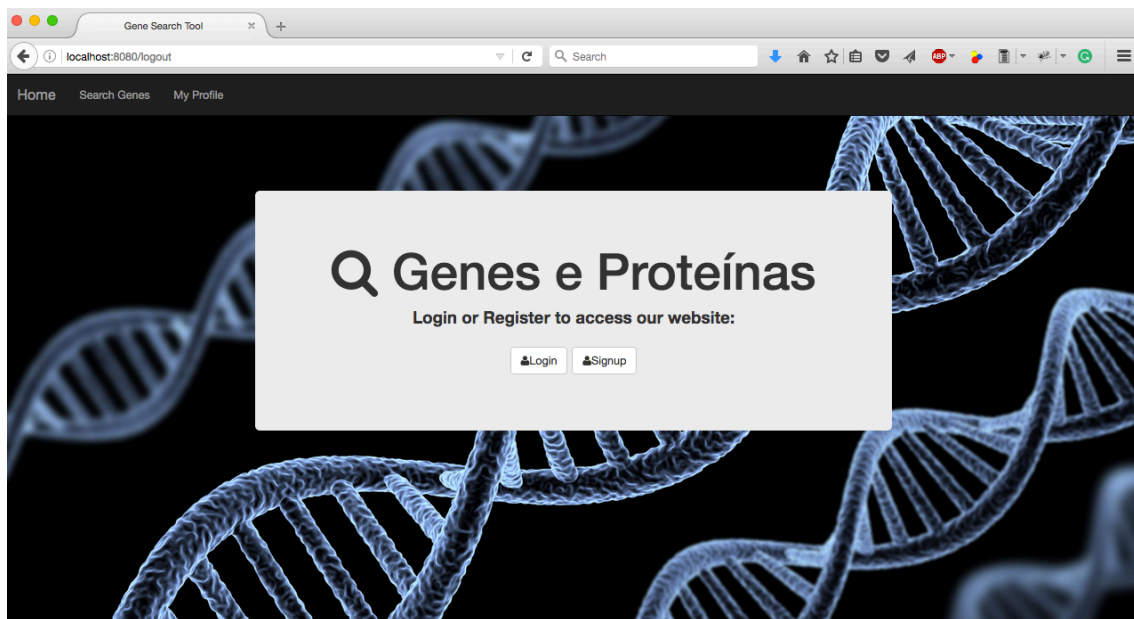 Gene Search Tool
localhost:8080/logout
Search
ABP
G
Home Search Genes My Profile
Genes e Proteínas
Login or Register to access our website:
Login Signup